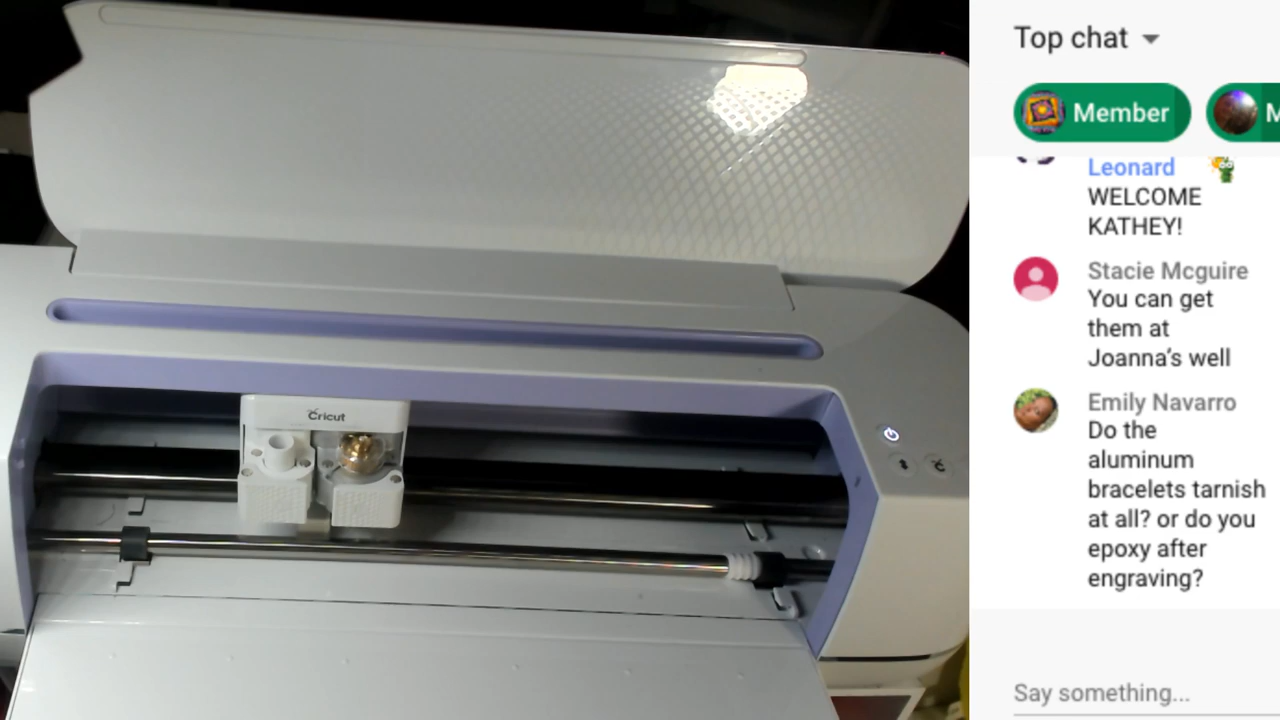 Top chat
Member
M
Leonard
WELCOME
KATHEY!
Stacie Mcguire
You can get
them at
Joanna's well
Emily Navarro
Do the
aluminum
bracelets tarnish
at all? or do you
epoxy after
engraving?
Say something...
Cricut